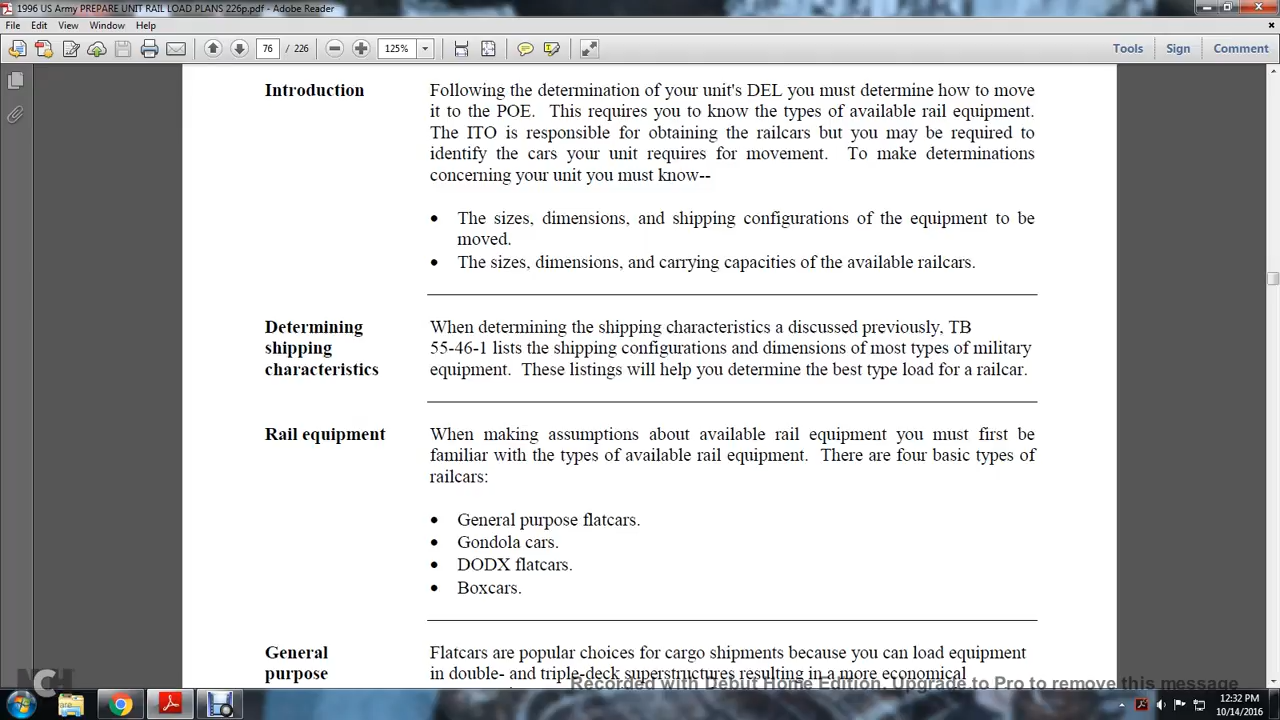 1996 US Army PREPARE UNIT RAIL LOAD PLANS 226p.pdf - Adobe Reader
File Edit View Window Help
76 / 226 125% Tools Sign Comment
Introduction Following the determination of your unit's DEL you must determine how to move
it to the POE. This requires you to know the types of available rail equipment.
The ITO is responsible for obtaining the railcars but you may be required to
identify the cars your unit requires for movement. To make determinations
concerning your unit you must know--
• The sizes, dimensions, and shipping configurations of the equipment to be
moved.
• The sizes, dimensions, and carrying capacities of the available railcars.
Determining When determining the shipping characteristics a discussed previously, TB
shipping 55-46-1 lists the shipping configurations and dimensions of most types of military
characteristics equipment. These listings will help you determine the best type load for a railcar.
Rail equipment When making assumptions about available rail equipment you must first be
familiar with the types of available rail equipment. There are four basic types of
railcars:
• General purpose flatcars.
• Gondola cars.
• DODX flatcars.
• Boxcars.
General Flatcars are popular choices for cargo shipments because you can load equipment
purpose in double- and triple-deck superstructures resulting in a more economical
Recorded with Debut Home Edition. Upgrade to Pro to remove this message
NCH
12:32 PM
10/14/2016